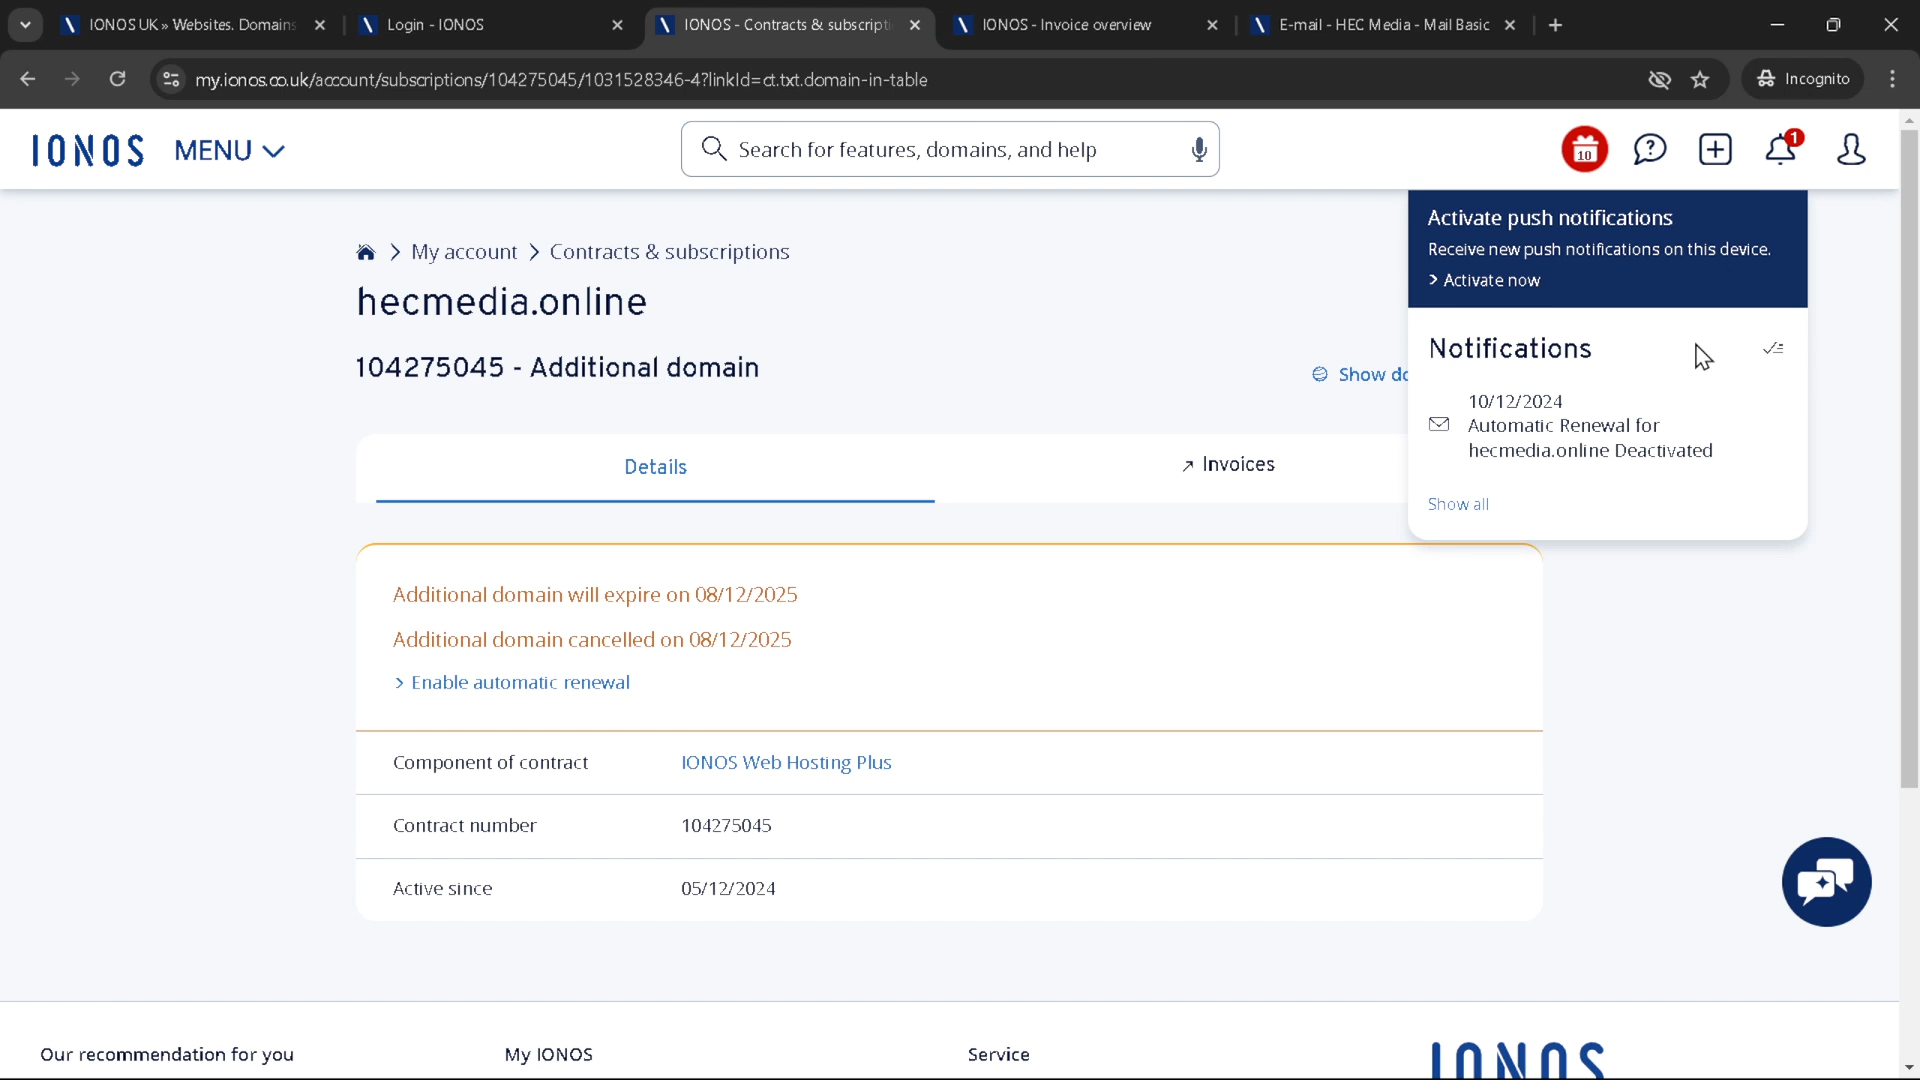 IONOS UK » Websites. Domains
Login - IONOS
IONOS - Contracts & subscripti
IONOS - Invoice overview
E-mail - HEC Media - Mail Basic
my.ionos.co.uk/account/subscriptions/104275045/1031528346-4?linkId=ct.txt.domain-in-table
Incognito
IONOS
MENU
Search for features, domains, and help
10
1
Activate push notifications
Receive new push notifications on this device.
> Activate now
My account > Contracts & subscriptions
hecmedia.online
104275045 - Additional domain
Show do
Notifications
10/12/2024
Automatic Renewal for
hecmedia.online Deactivated
Show all
Details
Invoices
Additional domain will expire on 08/12/2025
Additional domain cancelled on 08/12/2025
> Enable automatic renewal
Component of contract IONOS Web Hosting Plus
Contract number 104275045
Active since 05/12/2024
Our recommendation for you
My IONOS
Service
IONOS